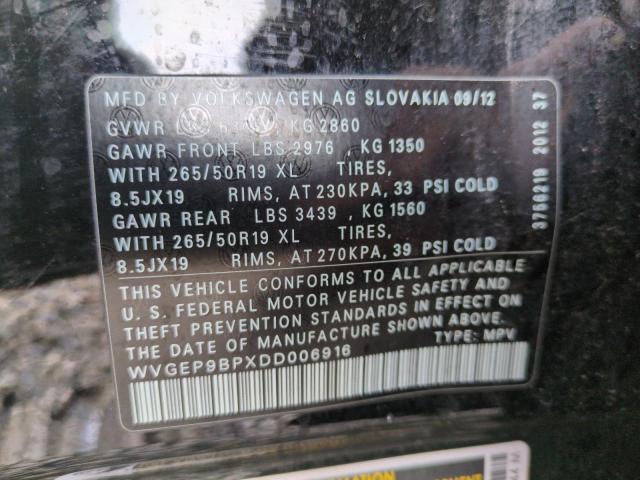 MFD BY VOLKSWAGEN AG SLOVAKIA 09/12
GVWR KG 2860
GAWR FRONT LBS 2976 , KG 1350
WITH 265/50R19 XL TIRES,
8.5JX19 RIMS, AT 230KPA, 33 PSI COLD
GAWR REAR LBS 3439 , KG 1560
WITH 265/50R19 XL TIRES,
8.5JX19 RIMS, AT 270KPA, 39 PSI COLD
THIS VEHICLE CONFORMS TO ALL APPLICABLE
U. S. FEDERAL MOTOR VEHICLE SAFETY AND
THEFT PREVENTION STANDARDS IN EFFECT ON
THE DATE OF MANUFACTURE SHOWN ABOVE.
WVGEP9BPXDD006916 TYPE: MPV
3766219 2012 37